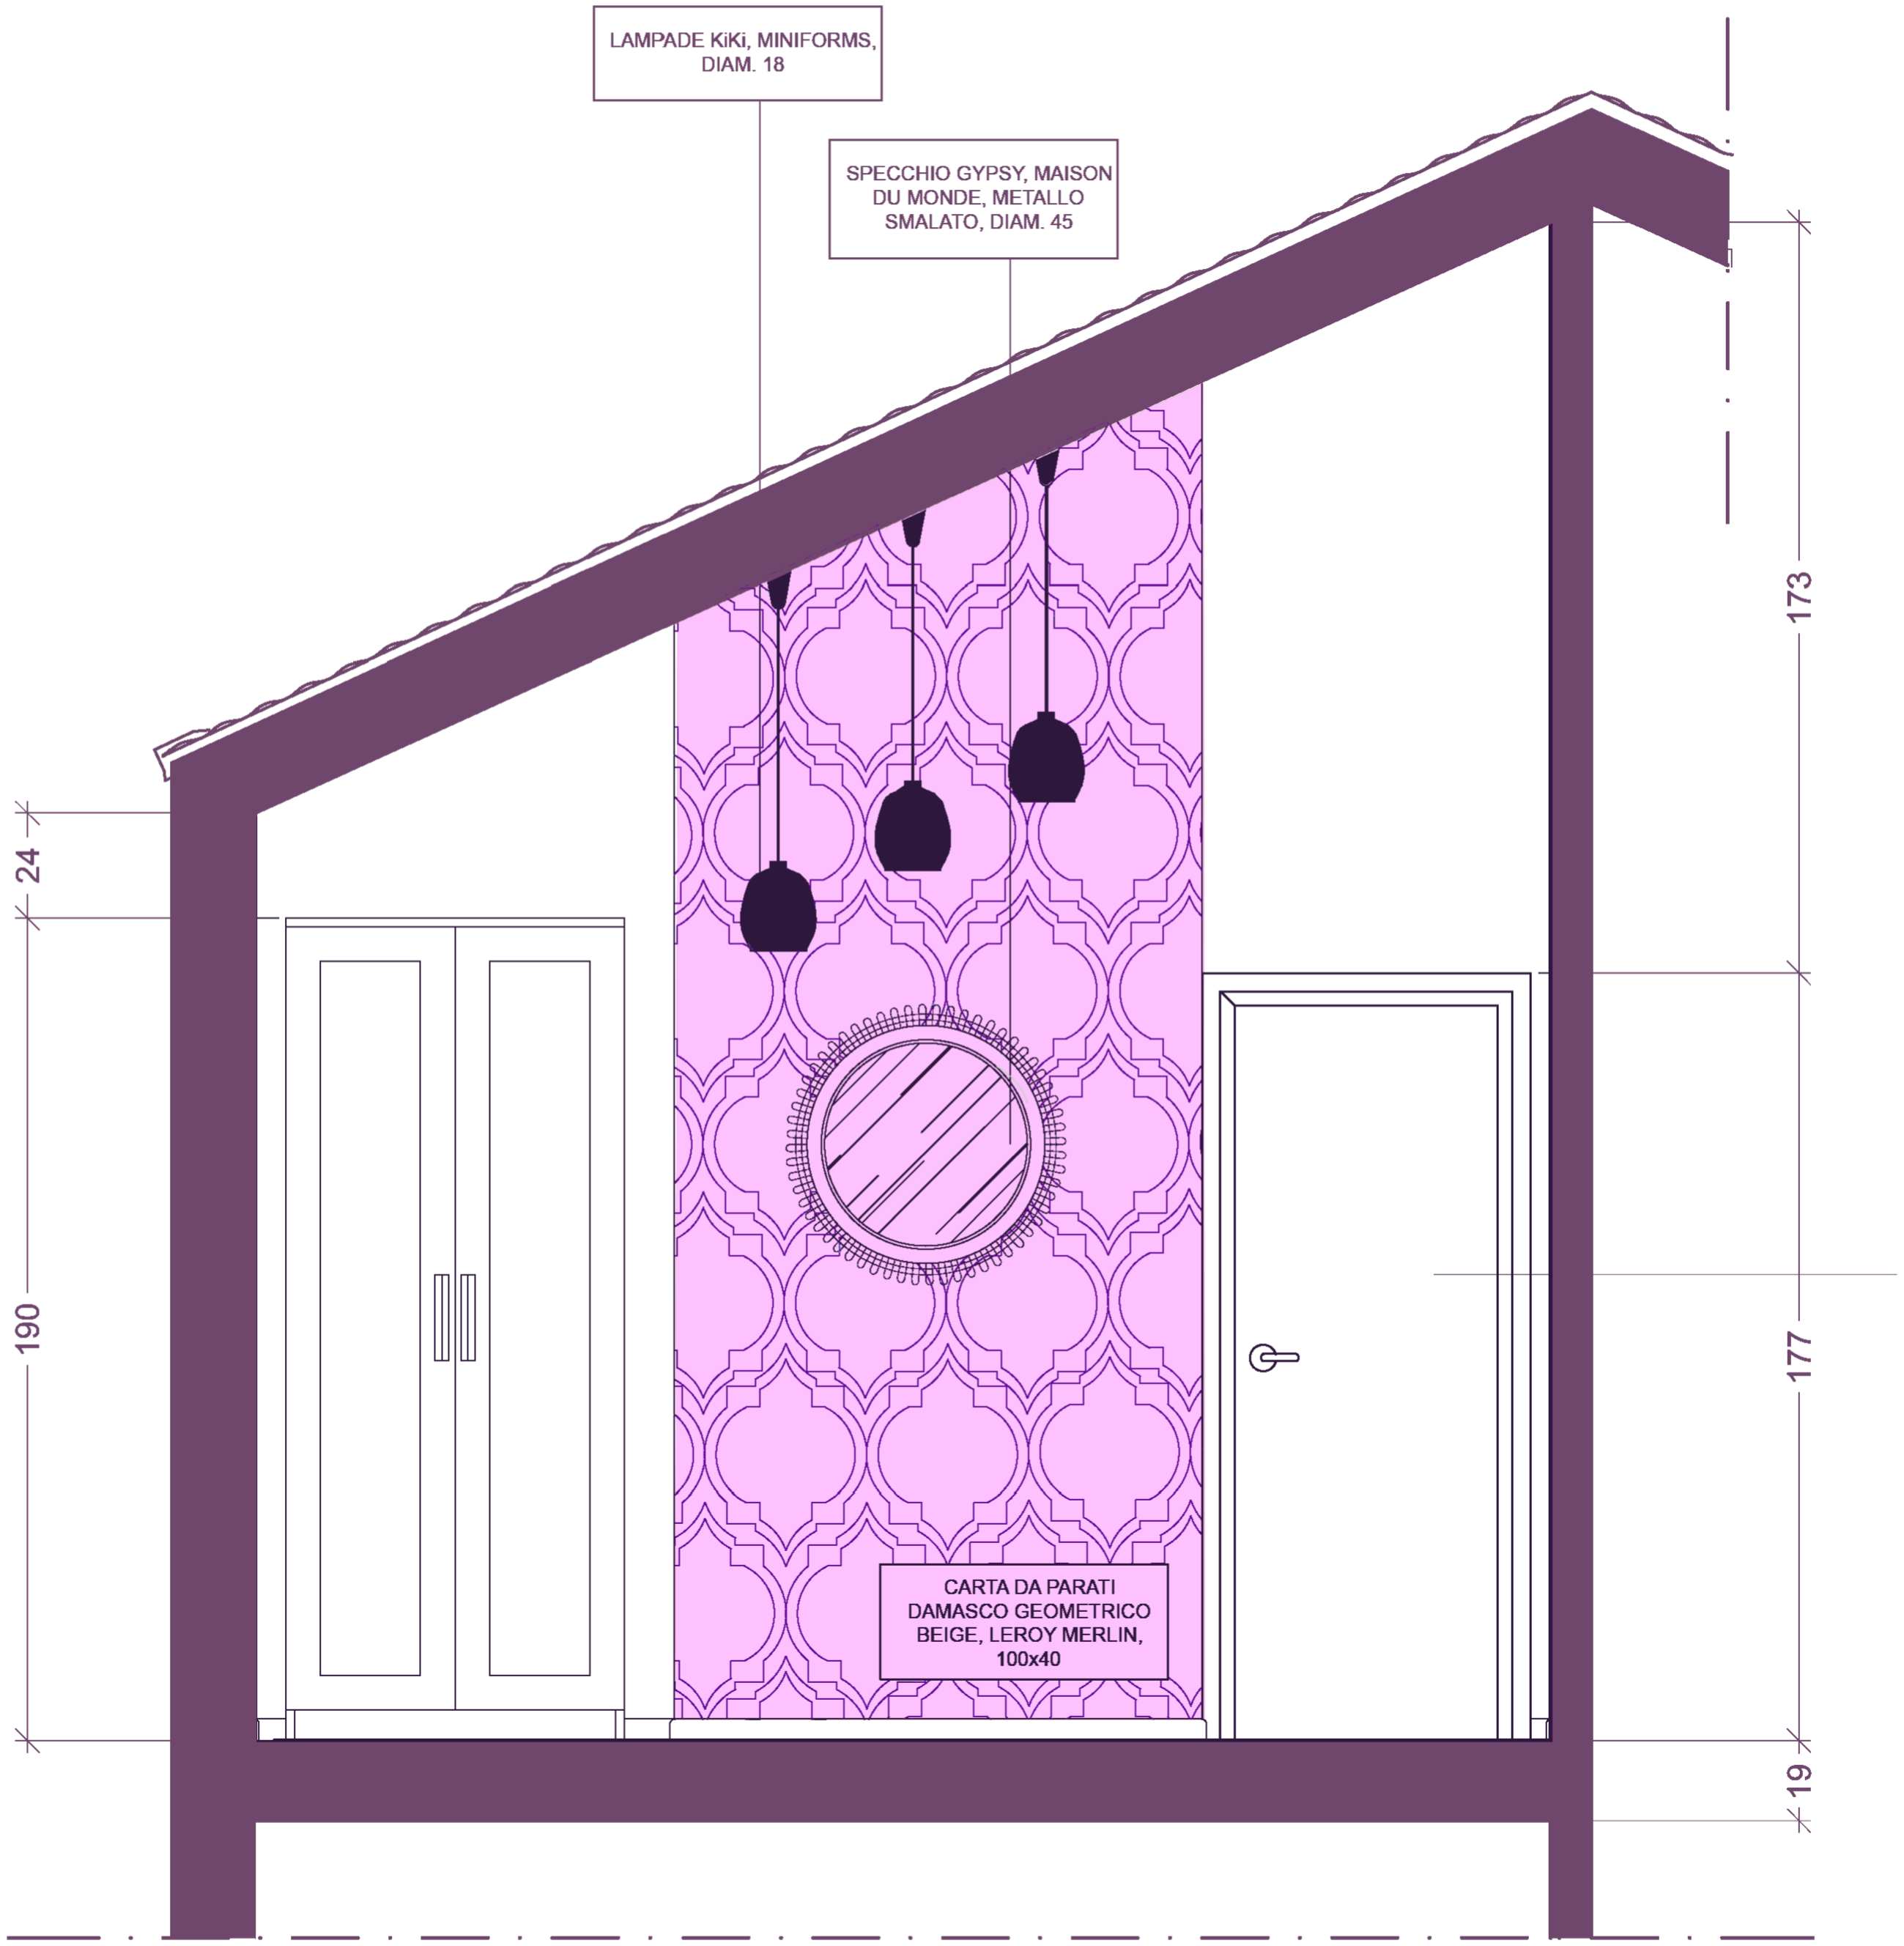 LAMPADE KiKi, MINIFORMS,
DIAM. 18
SPECCHIO GYPSY, MAISON
DU MONDE, METALLO
SMALATO, DIAM. 45
173
24
190
177
CARTA DA PARATI
DAMASCO GEOMETRICO
BEIGE, LEROY MERLIN,
100x40
19